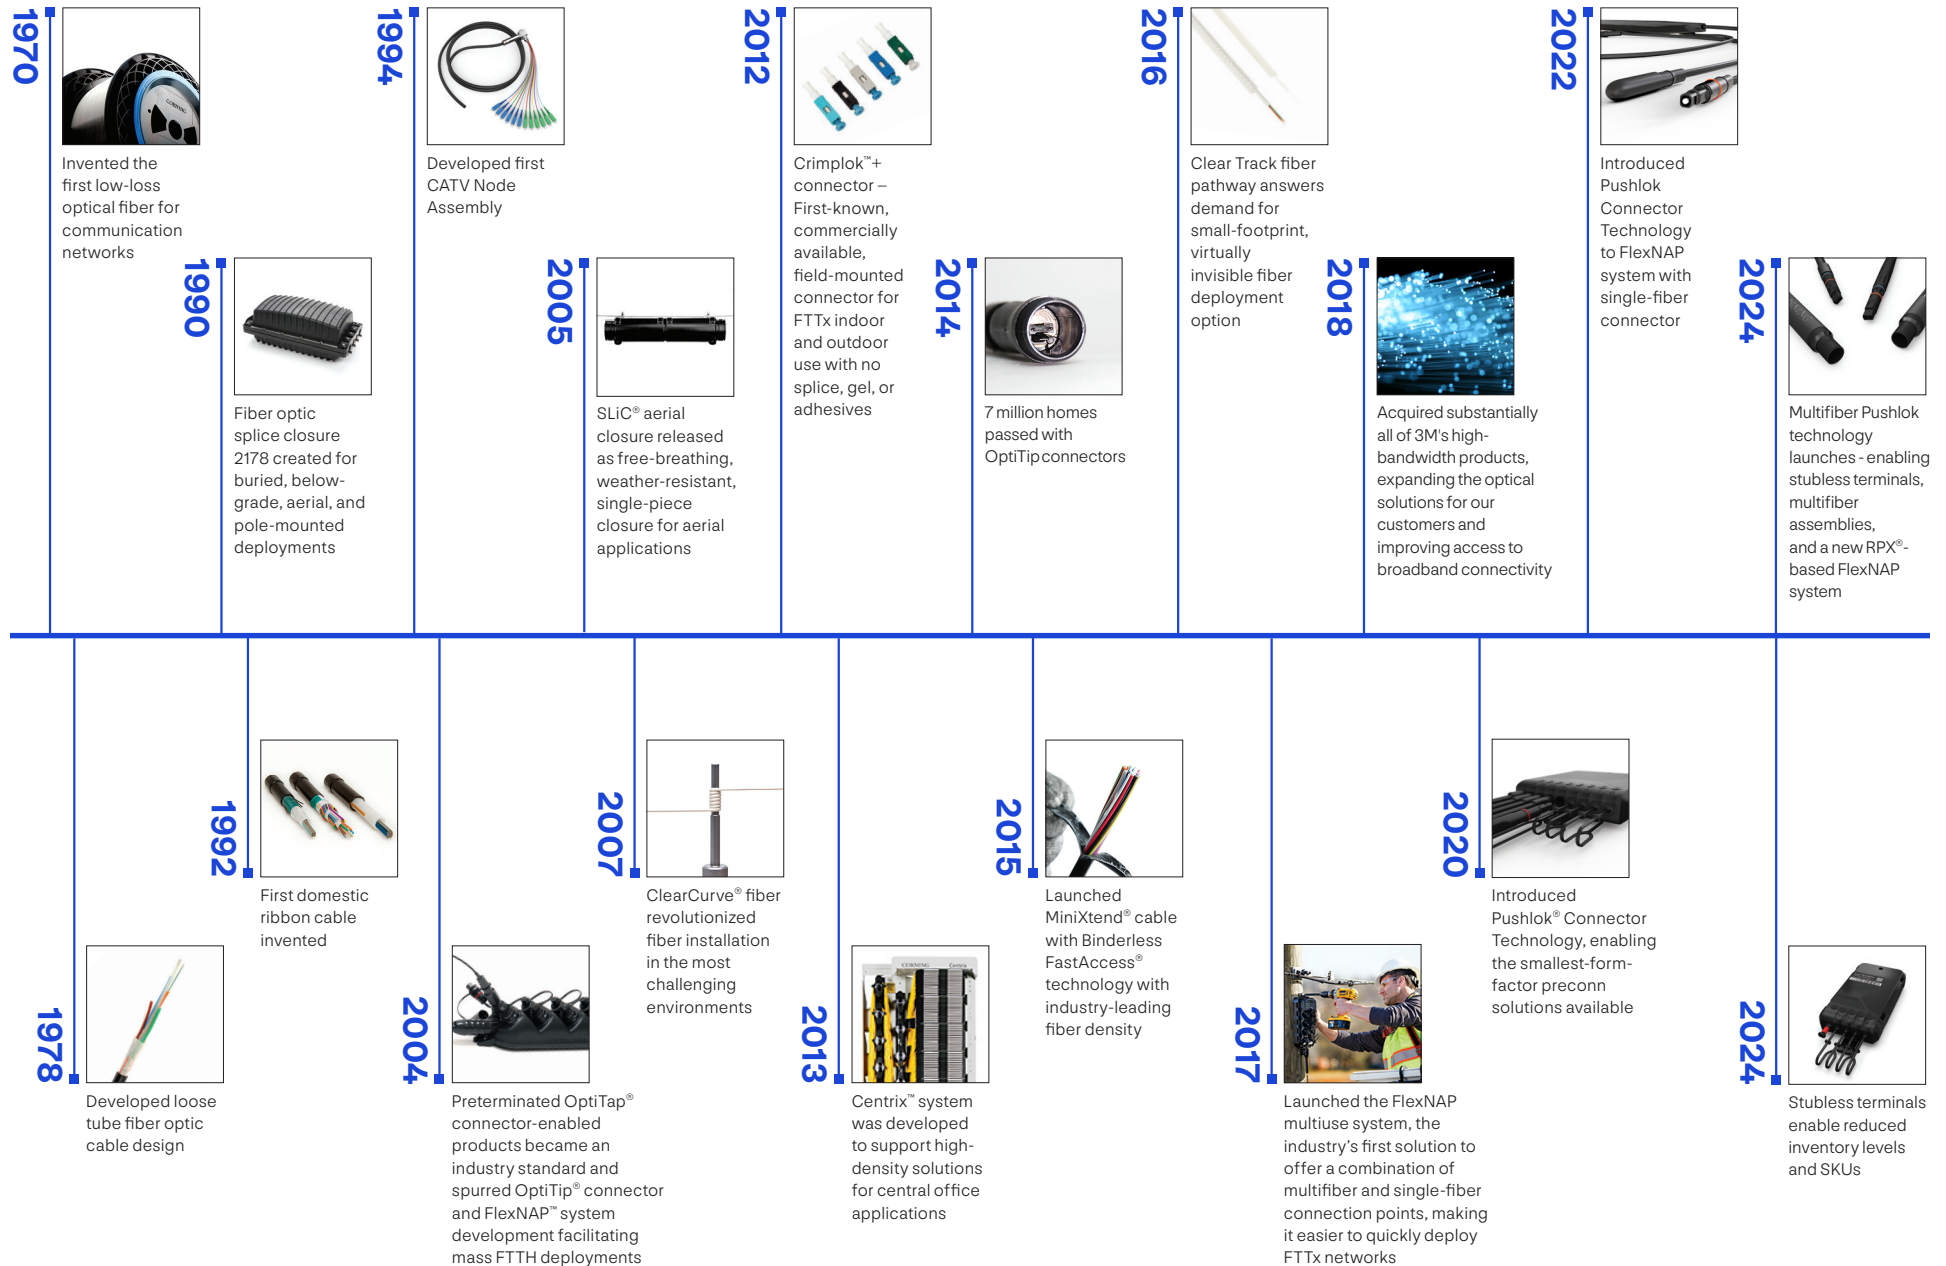 1970
Invented the
first low-loss
optical fiber for
communication
networks
1990
Fiber optic
splice closure
2178 created for
buried, below-
grade, aerial, and
pole-mounted
deployments
1994
Developed first
CATV Node
Assembly
2005
SLiC® aerial
closure released
as free-breathing,
weather-resistant,
single-piece
closure for aerial
applications
2012
Crimplok™+
connector –
First-known,
commercially
available,
field-mounted
connector for
FTTx indoor
and outdoor
use with no
splice, gel, or
adhesives
2014
7 million homes
passed with
OptiTip connectors
2016
Clear Track fiber
pathway answers
demand for
small-footprint,
virtually
invisible fiber
deployment
option
2018
Acquired substantially
all of 3M's high-
bandwidth products,
expanding the optical
solutions for our
customers and
improving access to
broadband connectivity
2022
Introduced
Pushlok
Connector
Technology
to FlexNAP
system with
single-fiber
connector
2024
Multifiber Pushlok
technology
launches - enabling
stubless terminals,
multifiber
assemblies,
and a new RPX®-
based FlexNAP
system
1978
Developed loose
tube fiber optic
cable design
1992
First domestic
ribbon cable
invented
2004
Preterminated OptiTap®
connector-enabled
products became an
industry standard and
spurred OptiTip® connector
and FlexNAP™ system
development facilitating
mass FTTH deployments
2007
ClearCurve® fiber
revolutionized
fiber installation
in the most
challenging
environments
2013
CORNING
Centrix
Centrix™ system
was developed
to support high-
density solutions
for central office
applications
2015
Launched
MiniXtend® cable
with Binderless
FastAccess®
technology with
industry-leading
fiber density
2017
Launched the FlexNAP
multiuse system, the
industry's first solution to
offer a combination of
multifiber and single-fiber
connection points, making
it easier to quickly deploy
FTTx networks
2020
Introduced
Pushlok® Connector
Technology, enabling
the smallest-form-
factor preconn
solutions available
2024
Stubless terminals
enable reduced
inventory levels
and SKUs
CORNING